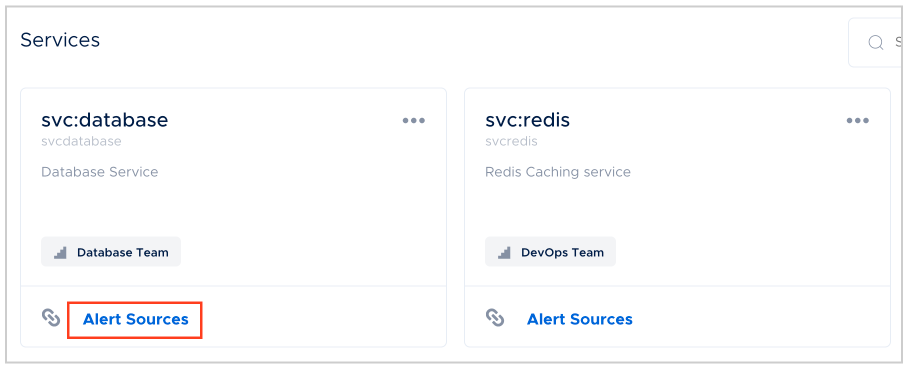 Services
svc:database
svcdatabase
Database Service
Database Team
Alert Sources
svc:redis
svcredis
Redis Caching service
DevOps Team
Alert Sources